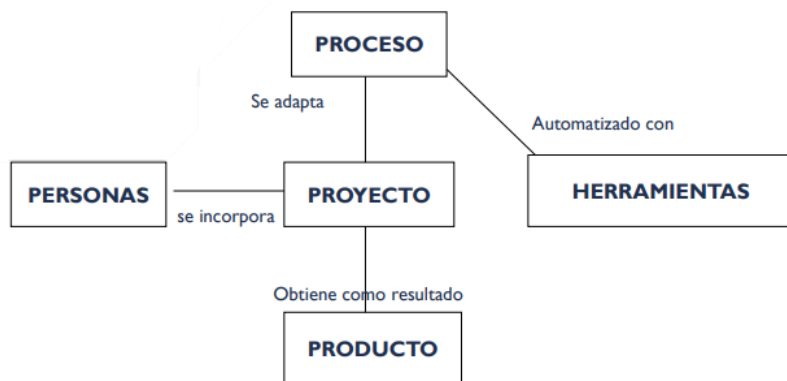 PROCESO
Se adapta
Automatizado con
PERSONAS
PROYECTO
HERRAMIENTAS
se incorpora
Obtiene como resultado
PRODUCTO